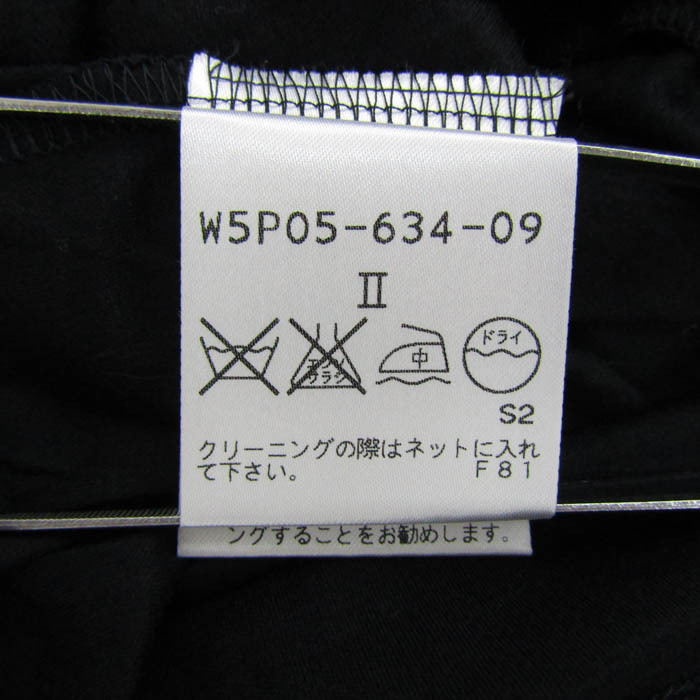 W5P05-634-09
II
エンソ
サラシ
中
ドライ
S2
クリーニングの際はネットに入れ
て下さい。 F81
ングすることをお勧めします。